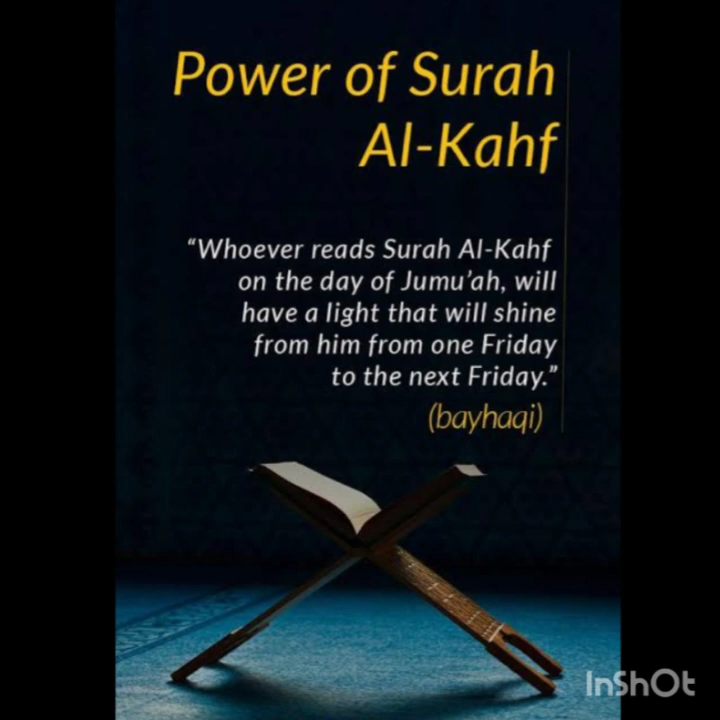 Power of Surah
Al-Kahf
“Whoever reads Surah Al-Kahf
on the day of Jumu’ah, will
have a light that will shine
from him from one Friday
to the next Friday.”
(bayhaqi)
InShOt